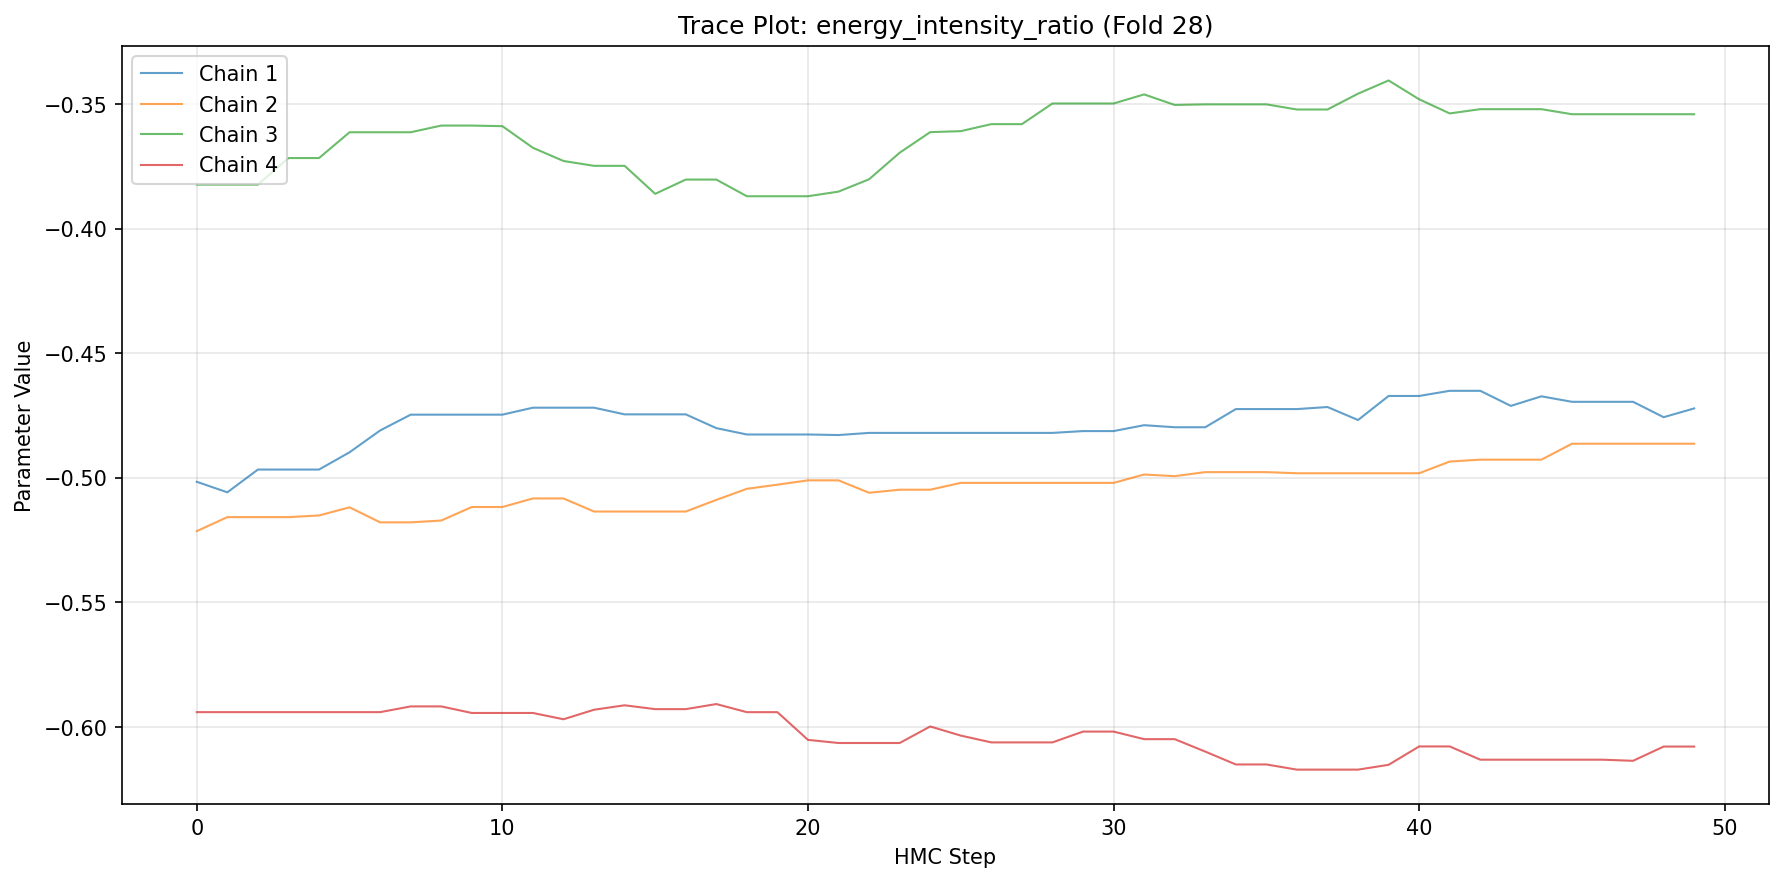 Trace Plot: energy_intensity_ratio (Fold 28)
Chain 1
Chain 2
Chain 3
Chain 4
−0.35
−0.40
−0.45
−0.50
−0.55
−0.60
Parameter Value
0 10 20 30 40 50
HMC Step